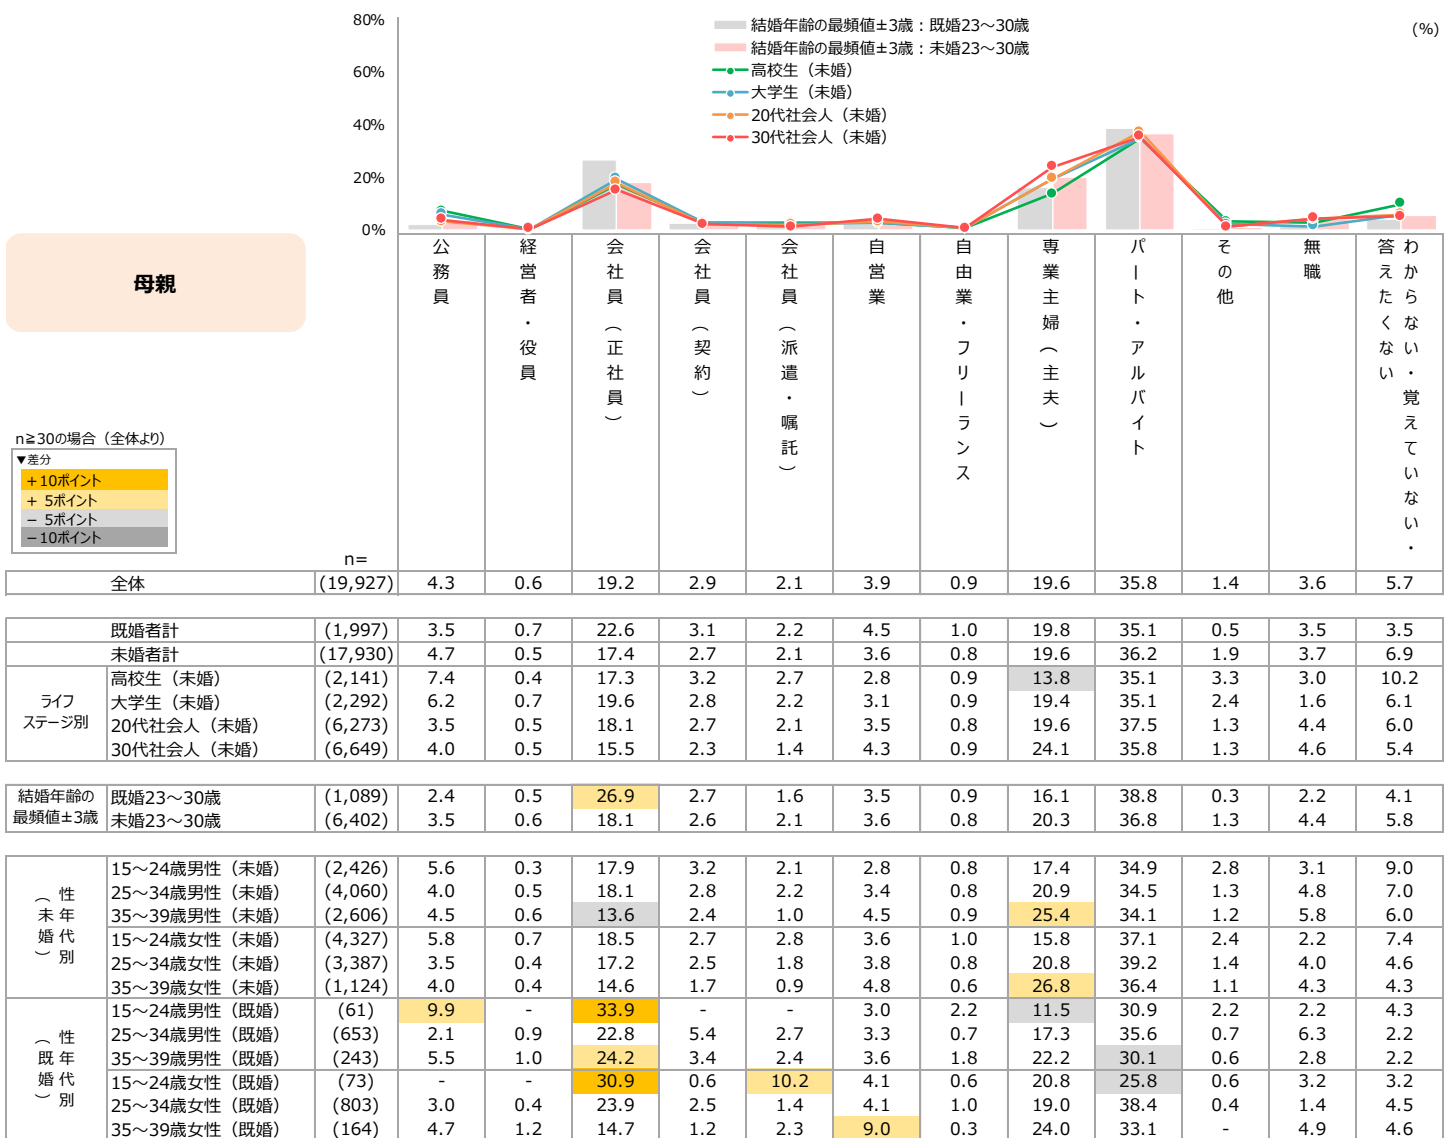 80%
60%
40%
20%
0%
(%)
結婚年齢の最頻値±3歳：既婚23～30歳
結婚年齢の最頻値±3歳：未婚23～30歳
高校生（未婚）
大学生（未婚）
20代社会人（未婚）
30代社会人（未婚）
母親
公務員
経営者・役員
会社員（正社員）
会社員（契約）
会社員（派遣・嘱託）
自営業
自由業・フリーランス
専業主婦（主夫）
パート・アルバイト
その他
無職
わからない・覚えていない・
答えたくない
n≧30の場合（全体より）
▼差分
＋10ポイント
＋ 5ポイント
－ 5ポイント
－10ポイント
n=
全体 (19,927) 4.3 0.6 19.2 2.9 2.1 3.9 0.9 19.6 35.8 1.4 3.6 5.7
既婚者計 (1,997) 3.5 0.7 22.6 3.1 2.2 4.5 1.0 19.8 35.1 0.5 3.5 3.5
未婚者計 (17,930) 4.7 0.5 17.4 2.7 2.1 3.6 0.8 19.6 36.2 1.9 3.7 6.9
ライフ
ステージ別
高校生（未婚） (2,141) 7.4 0.4 17.3 3.2 2.7 2.8 0.9 13.8 35.1 3.3 3.0 10.2
大学生（未婚） (2,292) 6.2 0.7 19.6 2.8 2.2 3.1 0.9 19.4 35.1 2.4 1.6 6.1
20代社会人（未婚） (6,273) 3.5 0.5 18.1 2.7 2.1 3.5 0.8 19.6 37.5 1.3 4.4 6.0
30代社会人（未婚） (6,649) 4.0 0.5 15.5 2.3 1.4 4.3 0.9 24.1 35.8 1.3 4.6 5.4
結婚年齢の
最頻値±3歳
既婚23～30歳 (1,089) 2.4 0.5 26.9 2.7 1.6 3.5 0.9 16.1 38.8 0.3 2.2 4.1
未婚23～30歳 (6,402) 3.5 0.6 18.1 2.6 2.1 3.6 0.8 20.3 36.8 1.3 4.4 5.8
性年代別
（未婚）
15～24歳男性（未婚） (2,426) 5.6 0.3 17.9 3.2 2.1 2.8 0.8 17.4 34.9 2.8 3.1 9.0
25～34歳男性（未婚） (4,060) 4.0 0.5 18.1 2.8 2.2 3.4 0.8 20.9 34.5 1.3 4.8 7.0
35～39歳男性（未婚） (2,606) 4.5 0.6 13.6 2.4 1.0 4.5 0.9 25.4 34.1 1.2 5.8 6.0
15～24歳女性（未婚） (4,327) 5.8 0.7 18.5 2.7 2.8 3.6 1.0 15.8 37.1 2.4 2.2 7.4
25～34歳女性（未婚） (3,387) 3.5 0.4 17.2 2.5 1.8 3.8 0.8 20.8 39.2 1.4 4.0 4.6
35～39歳女性（未婚） (1,124) 4.0 0.4 14.6 1.7 0.9 4.8 0.6 26.8 36.4 1.1 4.3 4.3
性年代別
（既婚）
15～24歳男性（既婚） (61) 9.9 - 33.9 - - 3.0 2.2 11.5 30.9 2.2 2.2 4.3
25～34歳男性（既婚） (653) 2.1 0.9 22.8 5.4 2.7 3.3 0.7 17.3 35.6 0.7 6.3 2.2
35～39歳男性（既婚） (243) 5.5 1.0 24.2 3.4 2.4 3.6 1.8 22.2 30.1 0.6 2.8 2.2
15～24歳女性（既婚） (73) - - 30.9 0.6 10.2 4.1 0.6 20.8 25.8 0.6 3.2 3.2
25～34歳女性（既婚） (803) 3.0 0.4 23.9 2.5 1.4 4.1 1.0 19.0 38.4 0.4 1.4 4.5
35～39歳女性（既婚） (164) 4.7 1.2 14.7 1.2 2.3 9.0 0.3 24.0 33.1 - 4.9 4.6